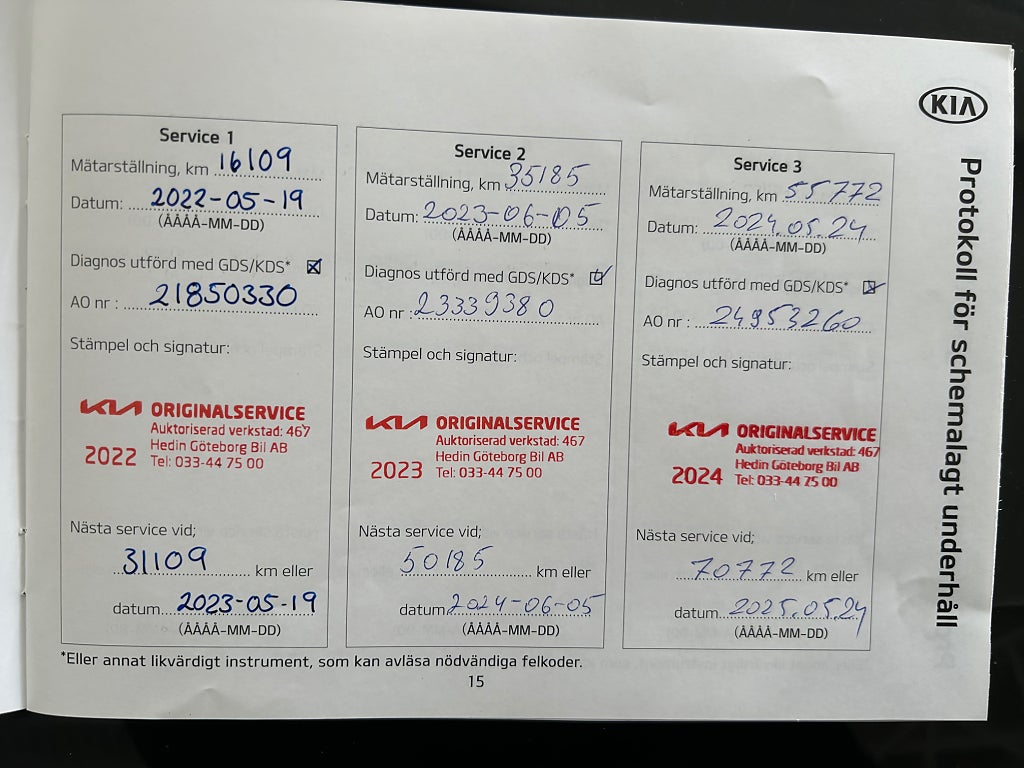 KIA
Protokoll för schemalagt underhåll
Service 1
Mätarställning, km 16109
Datum: 2022-05-19
(ÅÅÅÅ-MM-DD)
Diagnos utförd med GDS/KDS*
AO nr : 21850330
Stämpel och signatur:
KIA ORIGINALSERVICE
Auktoriserad verkstad: 467
Hedin Göteborg Bil AB
2022 Tel: 033-44 75 00
Nästa service vid;
31109 km eller
datum 2023-05-19
(ÅÅÅÅ-MM-DD)
Service 2
Mätarställning, km 35185
Datum: 2023-06-05
(ÅÅÅÅ-MM-DD)
Diagnos utförd med GDS/KDS*
AO nr : 23339380
Stämpel och signatur:
KIA ORIGINALSERVICE
Auktoriserad verkstad: 467
Hedin Göteborg Bil AB
2023 Tel: 033-44 75 00
Nästa service vid;
50185 km eller
datum 2024-06-05
(ÅÅÅÅ-MM-DD)
Service 3
Mätarställning, km 55772
Datum: 2024.05.24
(ÅÅÅÅ-MM-DD)
Diagnos utförd med GDS/KDS*
AO nr : 24953260
Stämpel och signatur:
KIA ORIGINALSERVICE
Auktoriserad verkstad: 467
Hedin Göteborg Bil AB
2024 Tel: 033-44 75 00
Nästa service vid;
70772 km eller
datum 2025.05.24
(ÅÅÅÅ-MM-DD)
*Eller annat likvärdigt instrument, som kan avläsa nödvändiga felkoder.
15